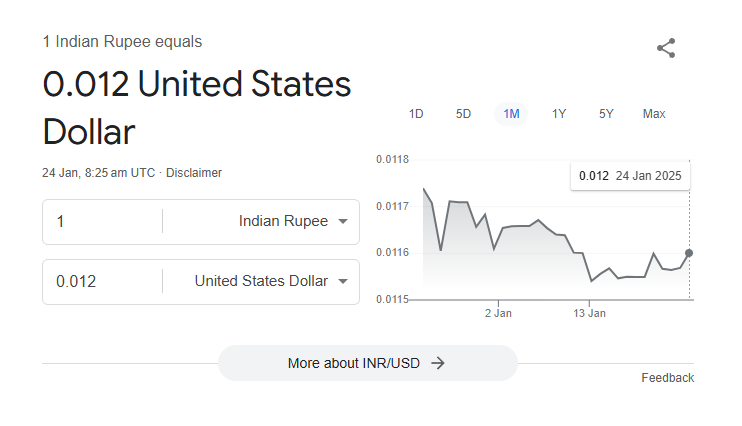 1 Indian Rupee equals
0.012 United States
Dollar
24 Jan, 8:25 am UTC · Disclaimer
1 Indian Rupee
0.012 United States Dollar
1D 5D 1M 1Y 5Y Max
0.012 24 Jan 2025
0.0118
0.0117
0.0116
0.0115
2 Jan 13 Jan
More about INR/USD
Feedback